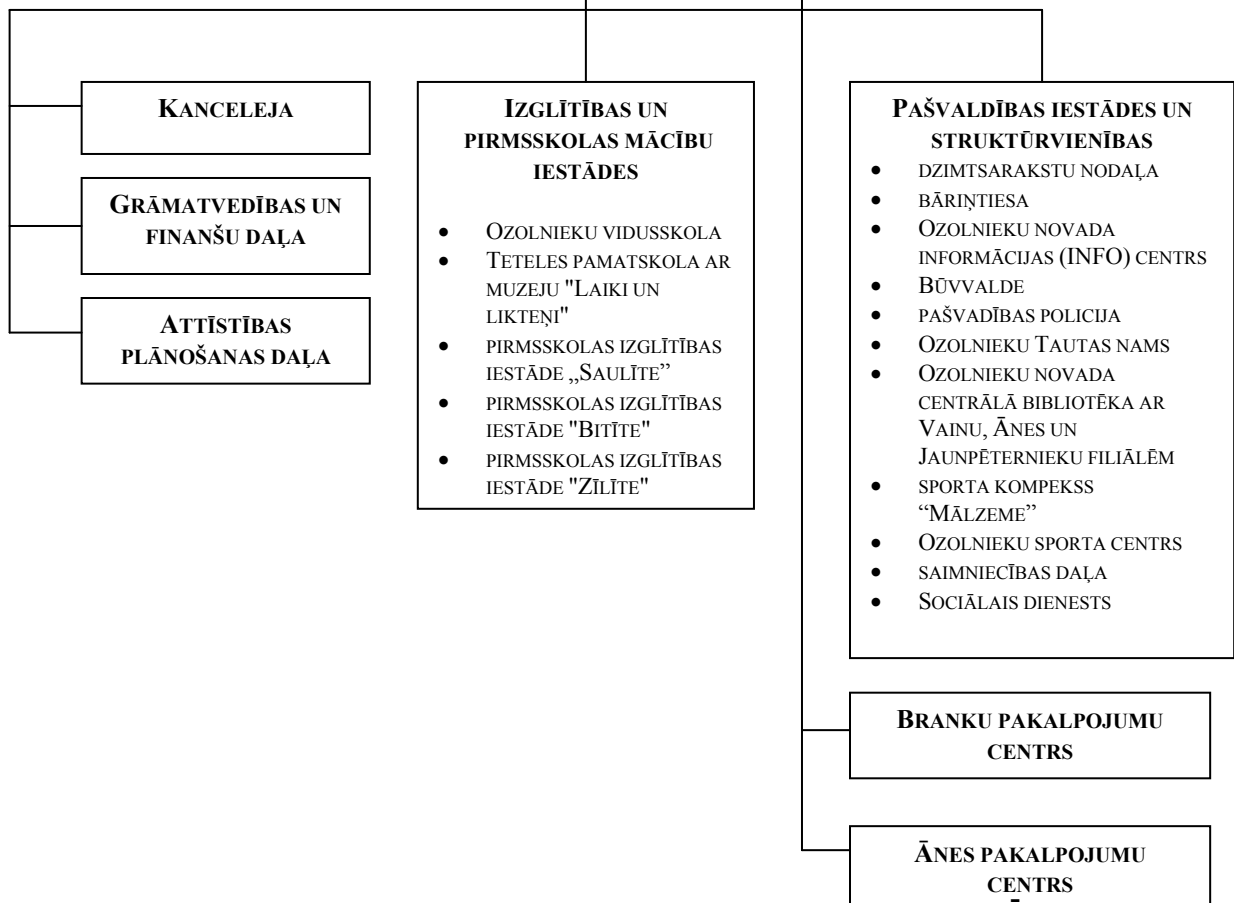 KANCELEJA
GRĀMATVEDĪBAS UN
FINANŠU DAĻA
ATTĪSTĪBAS
PLĀNOŠANAS DAĻA
IZGLĪTĪBAS UN
PIRMSSKOLAS MĀCĪBU
IESTĀDES
• OZOLNIEKU VIDUSSKOLA
• TETELES PAMATSKOLA AR
MUZEJU "LAIKI UN
LIKTEŅI"
• PIRMSSKOLAS IZGLĪTĪBAS
IESTĀDE „SAULĪTE”
• PIRMSSKOLAS IZGLĪTĪBAS
IESTĀDE "BITĪTE"
• PIRMSSKOLAS IZGLĪTĪBAS
IESTĀDE "ZĪLĪTE"
PAŠVALDĪBAS IESTĀDES UN
STRUKTŪRVIENĪBAS
• DZIMTSARAKSTU NODAĻA
• BĀRIŅTIESA
• OZOLNIEKU NOVADA
INFORMĀCIJAS (INFO) CENTRS
• BŪVVALDE
• PAŠVADĪBAS POLICIJA
• OZOLNIEKU TAUTAS NAMS
• OZOLNIEKU NOVADA
CENTRĀLĀ BIBLIOTĒKA AR
VAINU, ĀNES UN
JAUNPĒTERNIEKU FILIĀLĒM
• SPORTA KOMPEKSS
“MĀLZEME”
• OZOLNIEKU SPORTA CENTRS
• SAIMNIECĪBAS DAĻA
• SOCIĀLAIS DIENESTS
BRANKU PAKALPOJUMU
CENTRS
ĀNES PAKALPOJUMU
CENTRS